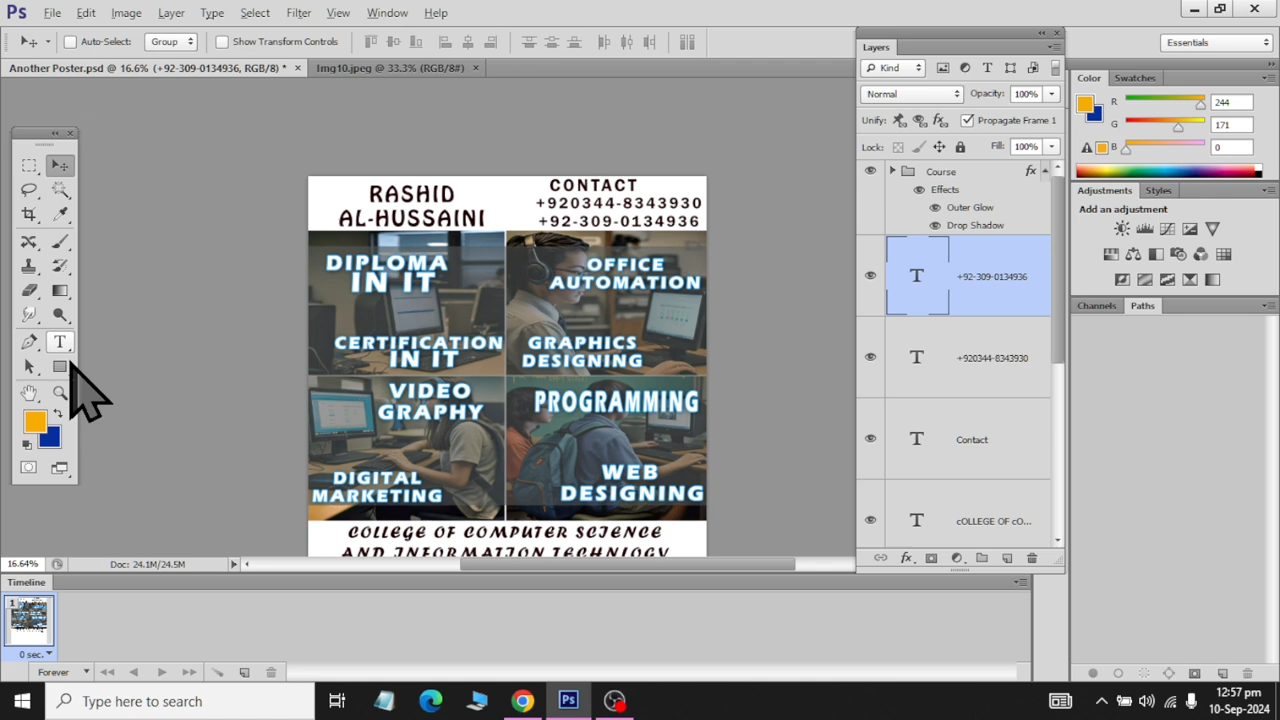 Ps File Edit Image Layer Type Select Filter View Window Help
Auto-Select: Group Show Transform Controls
Essentials
Another Poster.psd @ 16.6% (+92-309-0134936, RGB/8) * × Img10.jpeg @ 33.3% (RGB/8#) ×
RASHID
AL-HUSSAINI
CONTACT
+920344-8343930
+92-309-0134936
DIPLOMA
IN IT
OFFICE
AUTOMATION
CERTIFICATION
IN IT
GRAPHICS
DESIGNING
VIDEO
GRAPHY
PROGRAMMING
DIGITAL
MARKETING
WEB
DESIGNING
COLLEGE OF COMPUTER SCIENCE
AND INFORMATION TECHNLOGY
T
Layers
Kind
T
Normal Opacity: 100%
Unify: Propagate Frame 1
Lock: Fill: 100%
Course fx
Effects
Outer Glow
Drop Shadow
T +92-309-0134936
T +920344-8343930
T Contact
T cOLLEGE OF cO...
fx
Color Swatches
R 244
G 171
B 0
Adjustments Styles
Add an adjustment
Channels Paths
16.64% Doc: 24.1M/24.5M
Timeline
1
0 sec.
Forever
Type here to search
Ps
12:57 pm
10-Sep-2024